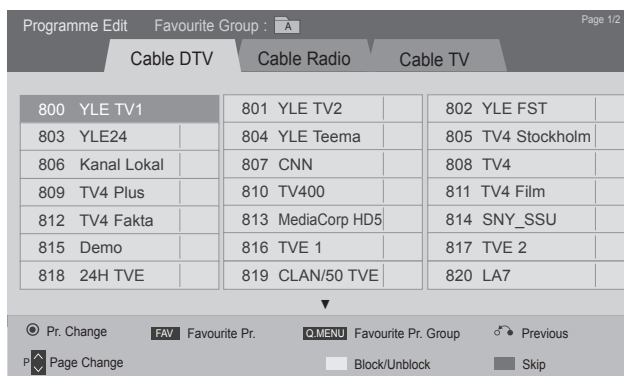 Programme Edit Favourite Group : A Page 1/2
Cable DTV Cable Radio Cable TV
800 YLE TV1 801 YLE TV2 802 YLE FST
803 YLE24 804 YLE Teema 805 TV4 Stockholm
806 Kanal Lokal 807 CNN 808 TV4
809 TV4 Plus 810 TV400 811 TV4 Film
812 TV4 Fakta 813 MediaCorp HD5 814 SNY_SSU
815 Demo 816 TVE 1 817 TVE 2
818 24H TVE 819 CLAN/50 TVE 820 LA7
Pr. Change FAV Favourite Pr. Q.MENU Favourite Pr. Group Previous
P Page Change Block/Unblock Skip